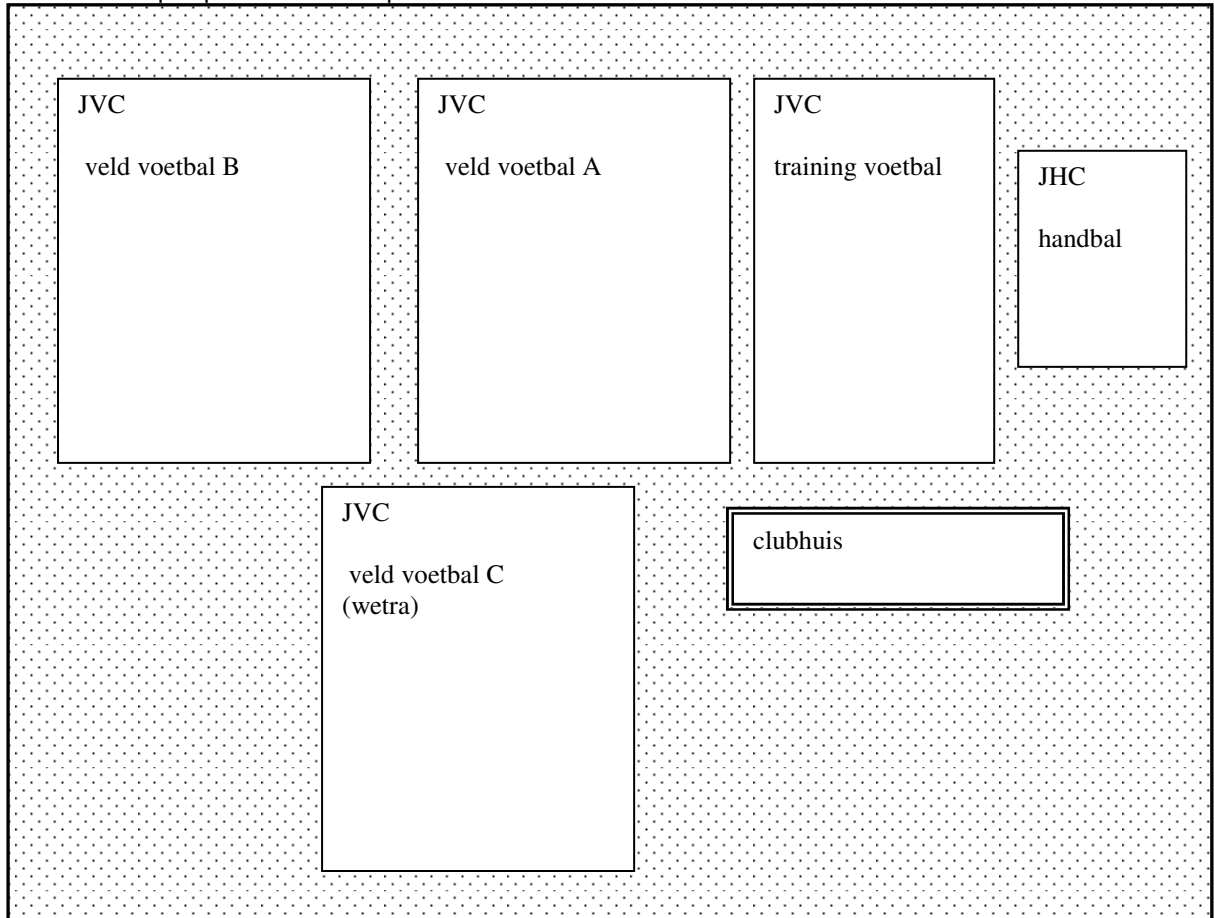 JVC
veld voetbal B
JVC
veld voetbal A
JVC
training voetbal
JHC
handbal
JVC
veld voetbal C
(wetra)
clubhuis